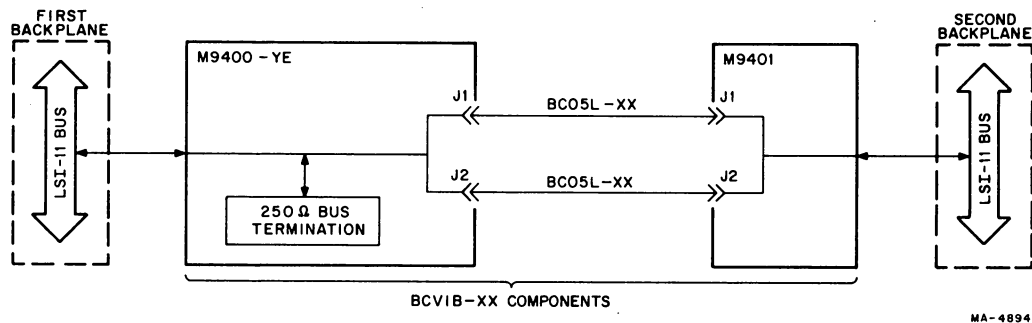 FIRST
BACKPLANE
SECOND
BACKPLANE
M9400-YE
M9401
J1
BC05L-XX
J1
LSI-11 BUS
LSI-11 BUS
J2
BC05L-XX
J2
250 Ω BUS
TERMINATION
BCV1B-XX COMPONENTS
MA-4894